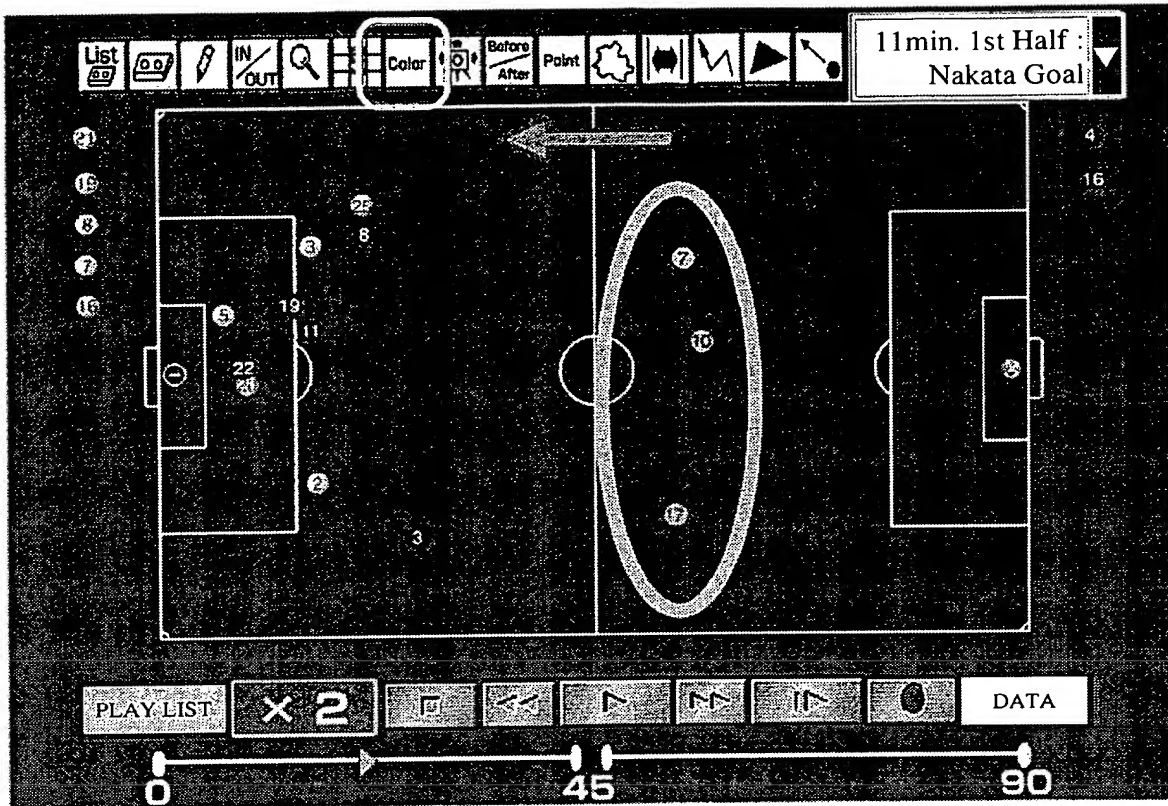 List
IN/OUT
Color
Before/After
Point
11min. 1st Half :
Nakata Goal
21
19
8
7
16
4
16
25
8
3
7
5
19
11
10
22
2
17
3
PLAY LIST
× 2
DATA
0
45
90